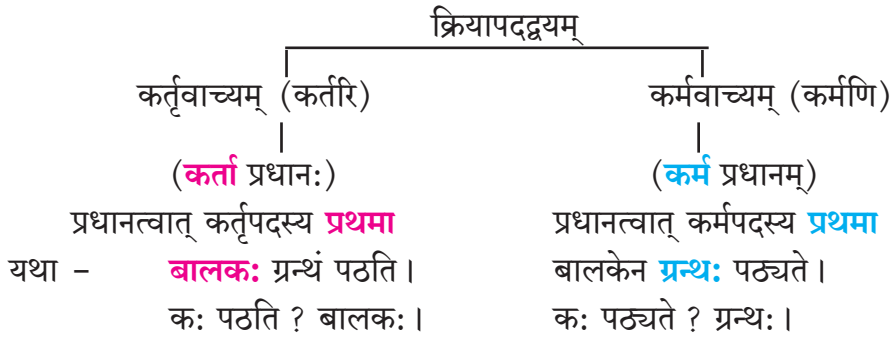 क्रियापदद्वयम्
कर्तृवाच्यम् (कर्तरि) कर्मवाच्यम् (कर्मणि)
(कर्ता प्रधान:) (कर्म प्रधानम्)
प्रधानत्वात् कर्तृपदस्य प्रथमा प्रधानत्वात् कर्मपदस्य प्रथमा
यथा – बालक: ग्रन्थं पठति। बालकेन ग्रन्थ: पठ्यते।
क: पठति ? बालक:। क: पठ्यते ? ग्रन्थ:।